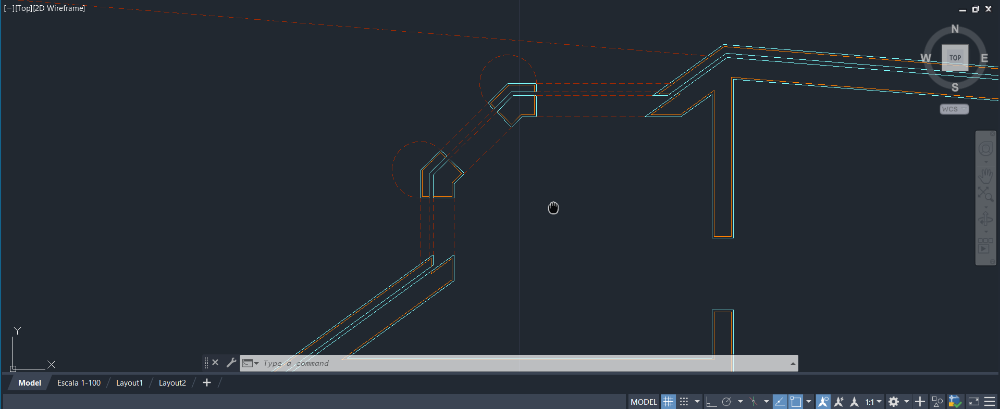 [−][Top][2D Wireframe]
N
W TOP E
S
WCS
Y
X
Type a command
Model Escala 1-100 Layout1 Layout2 +
MODEL 1:1